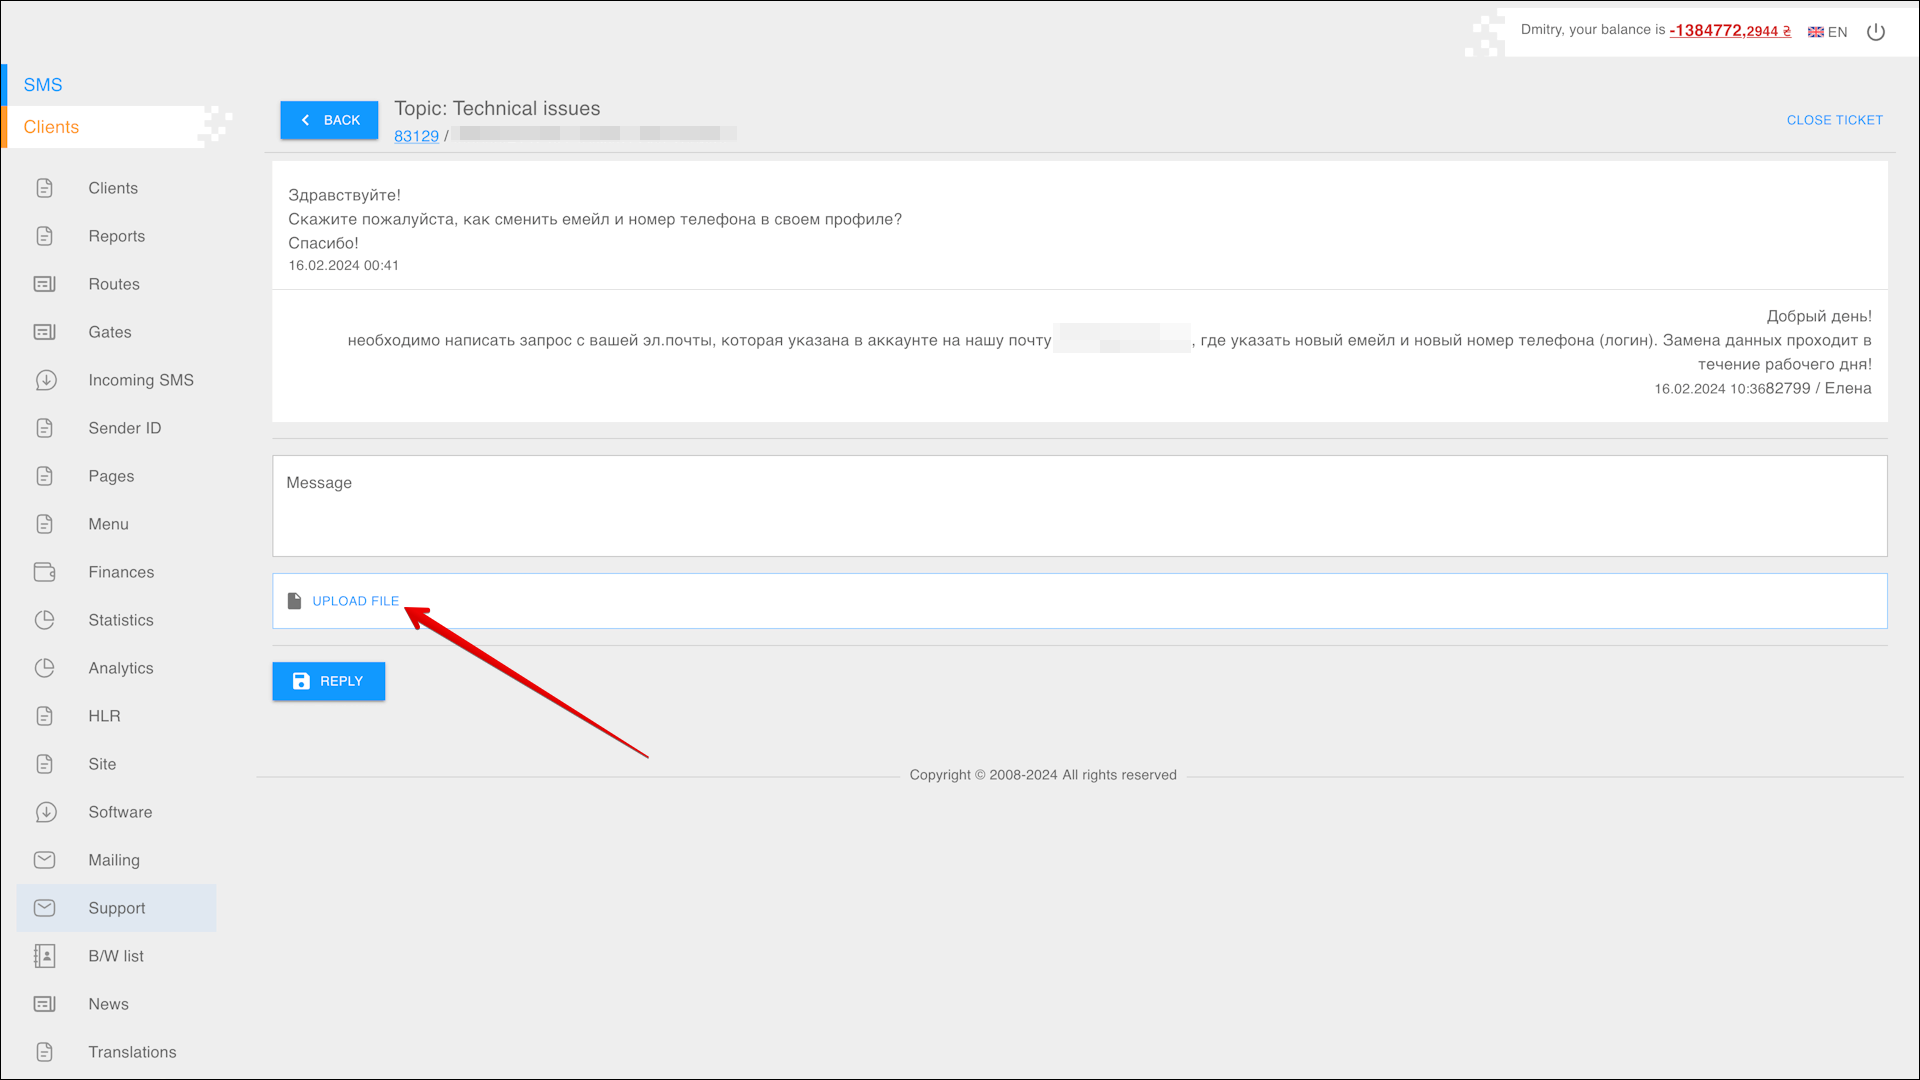 Dmitry, your balance is -1384772,2944 ₴ EN
SMS
Clients
BACK
Topic: Technical issues
83129 /
CLOSE TICKET
Clients
Reports
Routes
Gates
Incoming SMS
Sender ID
Pages
Menu
Finances
Statistics
Analytics
HLR
Site
Software
Mailing
Support
B/W list
News
Translations
Здравствуйте!
Скажите пожалуйста, как сменить емейл и номер телефона в своем профиле?
Спасибо!
16.02.2024 00:41
Добрый день!
необходимо написать запрос с вашей эл.почты, которая указана в аккаунте на нашу почту , где указать новый емейл и новый номер телефона (логин). Замена данных проходит в
течение рабочего дня!
16.02.2024 10:3682799 / Елена
Message
UPLOAD FILE
REPLY
Copyright © 2008-2024 All rights reserved